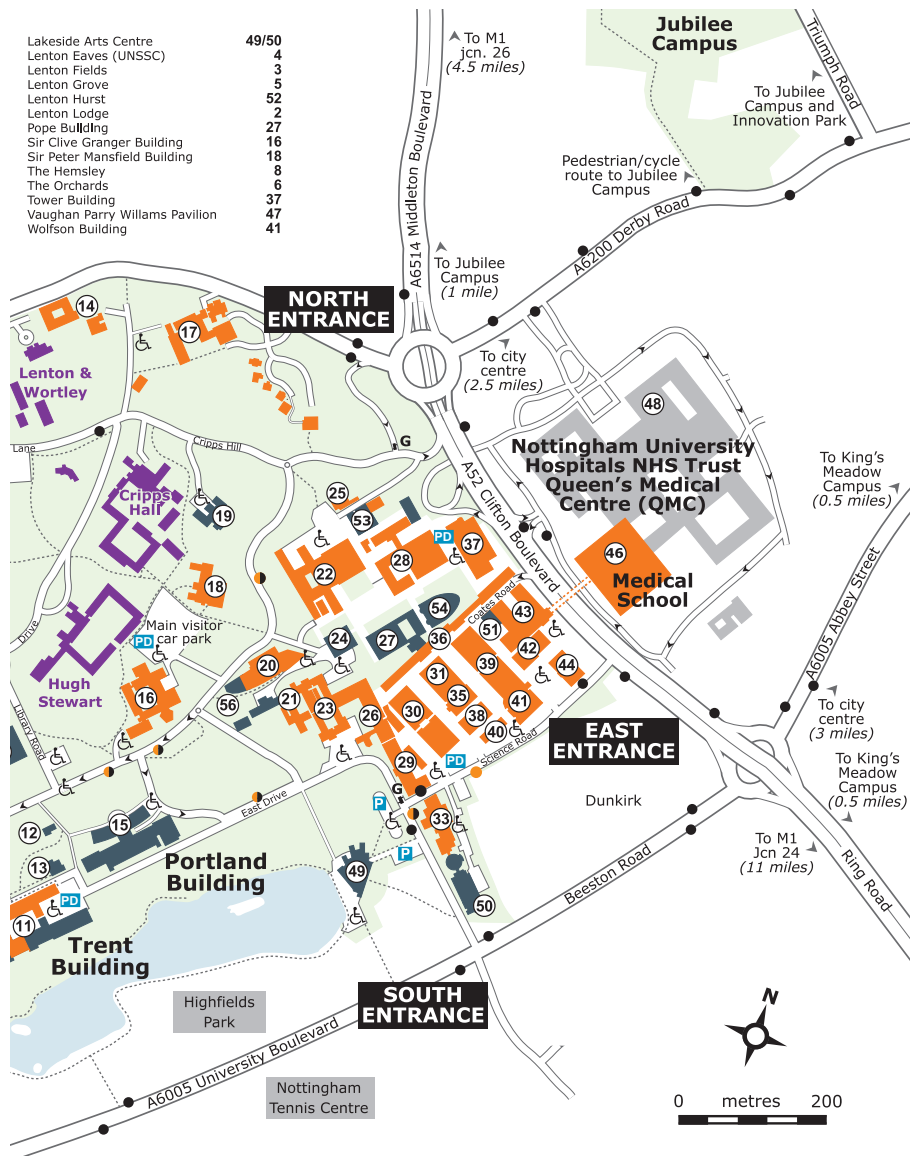 Lakeside Arts Centre 49/50
Lenton Eaves (UNSSC) 4
Lenton Fields 3
Lenton Grove 5
Lenton Hurst 52
Lenton Lodge 2
Pope Building 27
Sir Clive Granger Building 16
Sir Peter Mansfield Building 18
The Hemsley 8
The Orchards 6
Tower Building 37
Vaughan Parry Willams Pavilion 47
Wolfson Building 41
To M1
jcn. 26
(4.5 miles)
Jubilee
Campus
Triumph Road
To Jubilee
Campus and
Innovation Park
Pedestrian/cycle
route to Jubilee
Campus
A6514 Middleton Boulevard
A6200 Derby Road
To Jubilee
Campus
(1 mile)
NORTH
ENTRANCE
14
17
Lenton &
Wortley
To city
centre
(2.5 miles)
48
Nottingham University
Hospitals NHS Trust
Queen's Medical
Centre (QMC)
To King's
Meadow
Campus
(0.5 miles)
Lane
Cripps Hill
G
A52 Clifton Boulevard
Cripps
Hall
19
25
53
PD
37
28
22
46
Medical
School
A6005 Abbey Street
18
Coates Road
54
43
51
Drive
Main visitor
car park
PD
24
27
36
42
39
44
20
31
Hugh
Stewart
16
56
21
23
35
41
26
30
38
40
Library Road
EAST
ENTRANCE
To city
centre
(3 miles)
Science Road
29
PD
To King's
Meadow
Campus
(0.5 miles)
East Drive
G
P
33
Dunkirk
12
15
13
P
To M1
Jcn 24
(11 miles)
Portland
Building
49
Beeston Road
Ring Road
PD
11
50
Trent
Building
N
Highfields
Park
SOUTH
ENTRANCE
A6005 University Boulevard
Nottingham
Tennis Centre
0 metres 200